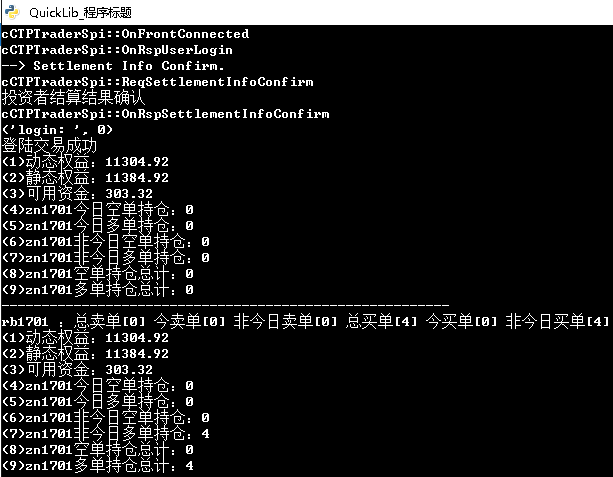 QuickLib_程序标题
cCTPTraderSpi::OnFrontConnected
cCTPTraderSpi::OnRspUserLogin
--> Settlement Info Confirm.
cCTPTraderSpi::ReqSettlementInfoConfirm
投资者结算结果确认
cCTPTraderSpi::OnRspSettlementInfoConfirm
('login: ', 0)
登陆交易成功
(1)动态权益：11304.92
(2)静态权益：11384.92
(3)可用资金：303.32
(4)zn1701今日空单持仓：0
(5)zn1701今日多单持仓：0
(6)zn1701非今日空单持仓：0
(7)zn1701非今日多单持仓：0
(8)zn1701空单持仓总计：0
(9)zn1701多单持仓总计：0
--------------------------------------------------------
rb1701 ：总卖单[0] 今卖单[0] 非今日卖单[0] 总买单[4] 今买单[0] 非今日买单[4]
(1)动态权益：11304.92
(2)静态权益：11384.92
(3)可用资金：303.32
(4)zn1701今日空单持仓：0
(5)zn1701今日多单持仓：0
(6)zn1701非今日空单持仓：0
(7)zn1701非今日多单持仓：4
(8)zn1701空单持仓总计：0
(9)zn1701多单持仓总计：4